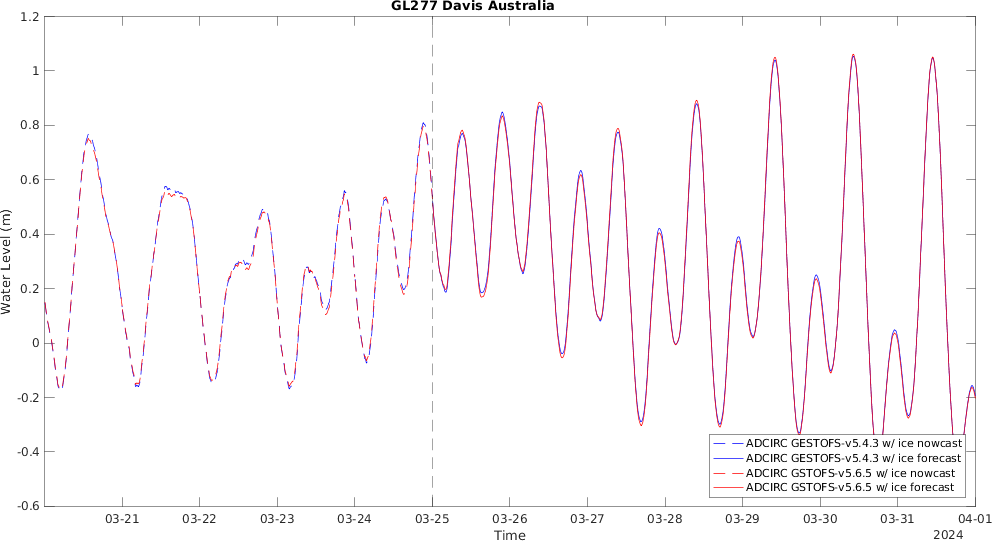 GL277 Davis Australia
Water Level (m)
1.2
1
0.8
0.6
0.4
0.2
0
-0.2
-0.4
-0.6
ADCIRC GESTOFS-v5.4.3 w/ ice nowcast
ADCIRC GESTOFS-v5.4.3 w/ ice forecast
ADCIRC GSTOFS-v5.6.5 w/ ice nowcast
ADCIRC GSTOFS-v5.6.5 w/ ice forecast
03-21 03-22 03-23 03-24 03-25 03-26 03-27 03-28 03-29 03-30 03-31 04-01
Time
2024